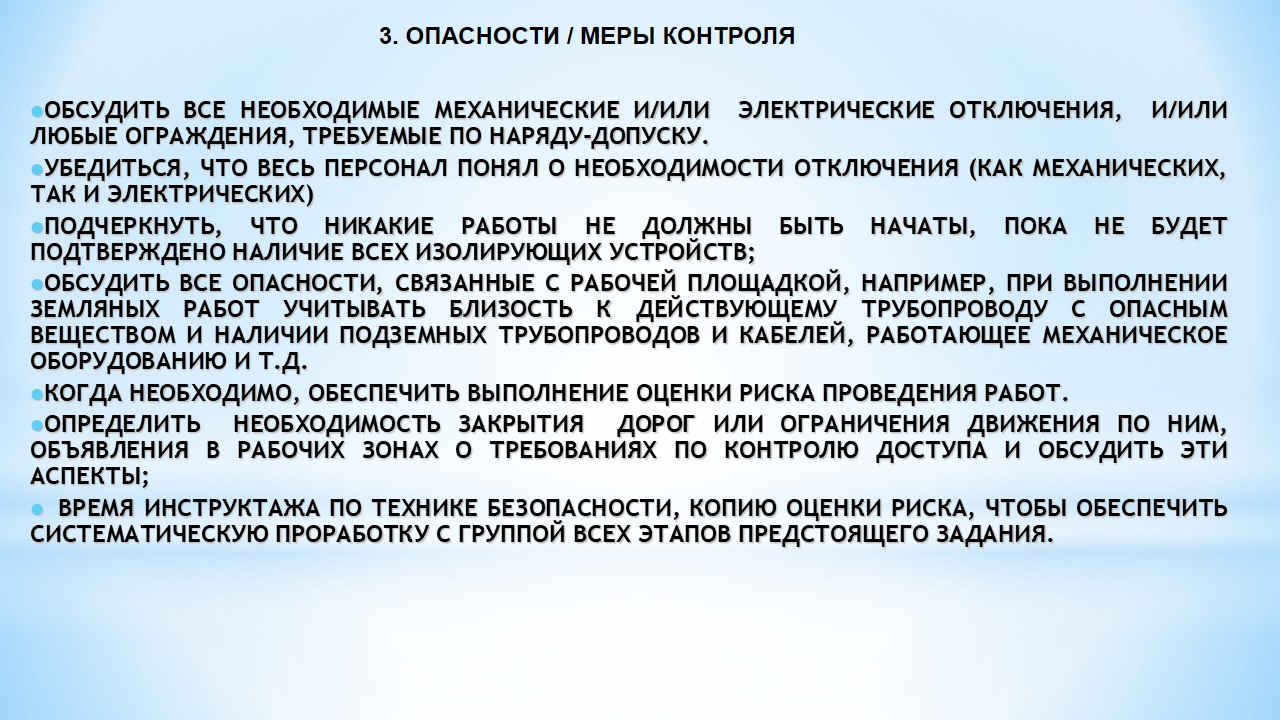 3. ОПАСНОСТИ / МЕРЫ КОНТРОЛЯ
●ОБСУДИТЬ ВСЕ НЕОБХОДИМЫЕ МЕХАНИЧЕСКИЕ И/ИЛИ ЭЛЕКТРИЧЕСКИЕ ОТКЛЮЧЕНИЯ, И/ИЛИ
ЛЮБЫЕ ОГРАЖДЕНИЯ, ТРЕБУЕМЫЕ ПО НАРЯДУ-ДОПУСКУ.
●УБЕДИТЬСЯ, ЧТО ВЕСЬ ПЕРСОНАЛ ПОНЯЛ О НЕОБХОДИМОСТИ ОТКЛЮЧЕНИЯ (КАК МЕХАНИЧЕСКИХ,
ТАК И ЭЛЕКТРИЧЕСКИХ)
●ПОДЧЕРКНУТЬ, ЧТО НИКАКИЕ РАБОТЫ НЕ ДОЛЖНЫ БЫТЬ НАЧАТЫ, ПОКА НЕ БУДЕТ
ПОДТВЕРЖДЕНО НАЛИЧИЕ ВСЕХ ИЗОЛИРУЮЩИХ УСТРОЙСТВ;
●ОБСУДИТЬ ВСЕ ОПАСНОСТИ, СВЯЗАННЫЕ С РАБОЧЕЙ ПЛОЩАДКОЙ, НАПРИМЕР, ПРИ ВЫПОЛНЕНИИ
ЗЕМЛЯНЫХ РАБОТ УЧИТЫВАТЬ БЛИЗОСТЬ К ДЕЙСТВУЮЩЕМУ ТРУБОПРОВОДУ С ОПАСНЫМ
ВЕЩЕСТВОМ И НАЛИЧИИ ПОДЗЕМНЫХ ТРУБОПРОВОДОВ И КАБЕЛЕЙ, РАБОТАЮЩЕЕ МЕХАНИЧЕСКОЕ
ОБОРУДОВАНИЮ И Т.Д.
●КОГДА НЕОБХОДИМО, ОБЕСПЕЧИТЬ ВЫПОЛНЕНИЕ ОЦЕНКИ РИСКА ПРОВЕДЕНИЯ РАБОТ.
●ОПРЕДЕЛИТЬ НЕОБХОДИМОСТЬ ЗАКРЫТИЯ ДОРОГ ИЛИ ОГРАНИЧЕНИЯ ДВИЖЕНИЯ ПО НИМ,
ОБЪЯВЛЕНИЯ В РАБОЧИХ ЗОНАХ О ТРЕБОВАНИЯХ ПО КОНТРОЛЮ ДОСТУПА И ОБСУДИТЬ ЭТИ
АСПЕКТЫ;
● ВРЕМЯ ИНСТРУКТАЖА ПО ТЕХНИКЕ БЕЗОПАСНОСТИ, КОПИЮ ОЦЕНКИ РИСКА, ЧТОБЫ ОБЕСПЕЧИТЬ
СИСТЕМАТИЧЕСКУЮ ПРОРАБОТКУ С ГРУППОЙ ВСЕХ ЭТАПОВ ПРЕДСТОЯЩЕГО ЗАДАНИЯ.